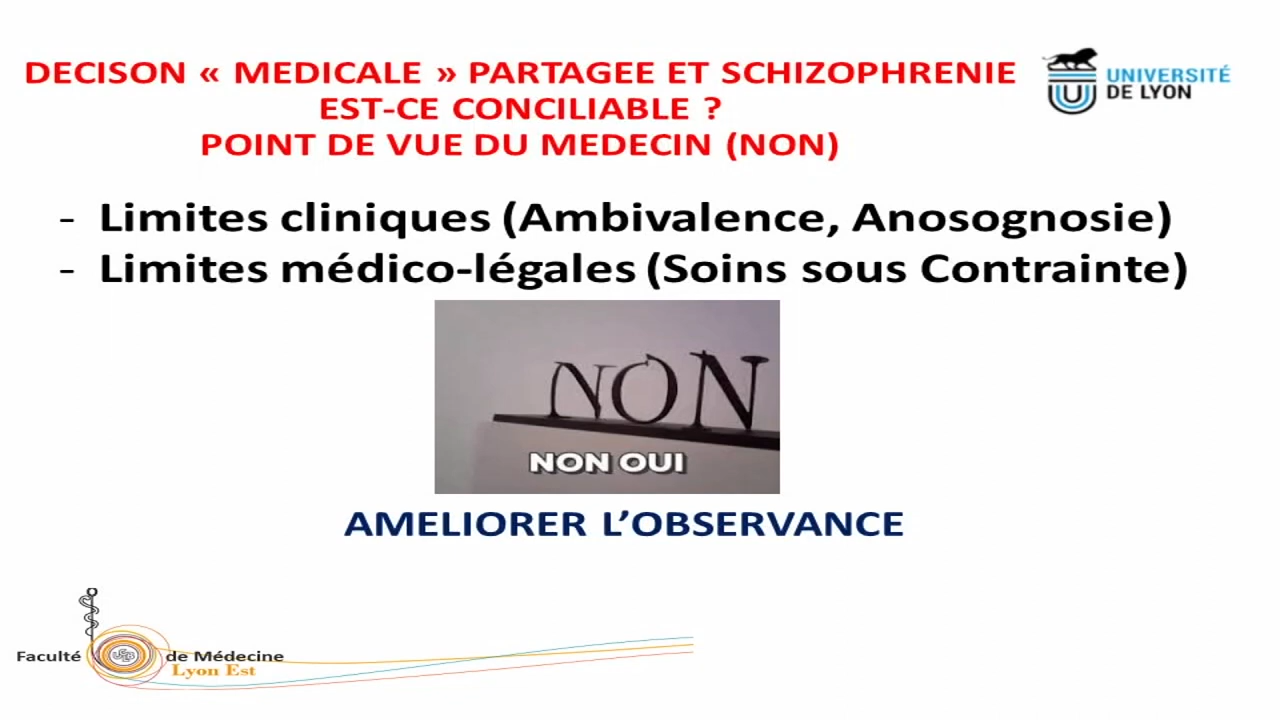 DECISON « MEDICALE » PARTAGEE ET SCHIZOPHRENIE
EST-CE CONCILIABLE ?
POINT DE VUE DU MEDECIN (NON)
UNIVERSITÉ
DE LYON
- Limites cliniques (Ambivalence, Anosognosie)
- Limites médico-légales (Soins sous Contrainte)
NON
NON OUI
AMELIORER L’OBSERVANCE
Faculté de Médecine
Lyon Est